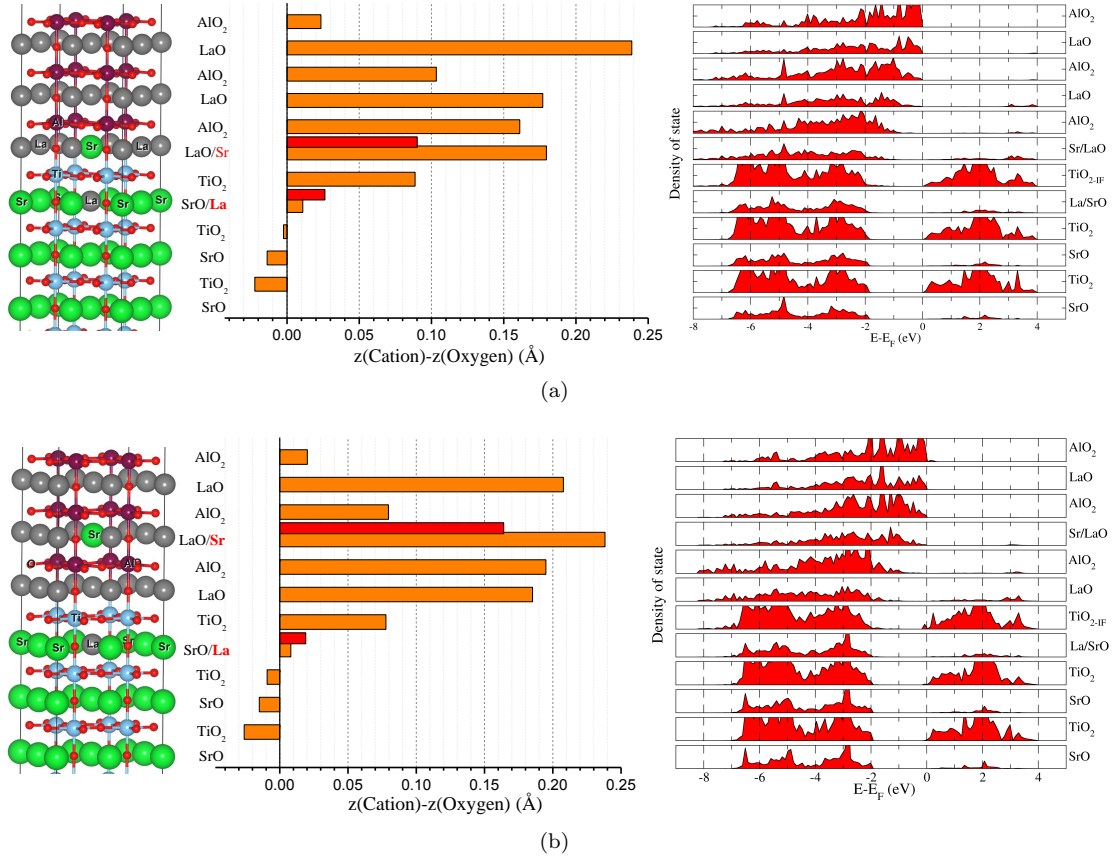 AlO2
LaO
AlO2
LaO
AlO2
LaO/Sr
TiO2
SrO/La
TiO2
SrO
TiO2
SrO
Al
La
Sr
La
Ti
Sr
La
Sr
Sr
0.00 0.05 0.10 0.15 0.20 0.25
z(Cation)-z(Oxygen) (Å)
Density of state
AlO2
LaO
AlO2
LaO
AlO2
Sr/LaO
TiO2-IF
La/SrO
TiO2
SrO
TiO2
SrO
-8 -6 -4 -2 0 2 4
E-EF (eV)
(a)
AlO2
LaO
AlO2
LaO/Sr
AlO2
LaO
TiO2
SrO/La
TiO2
SrO
TiO2
SrO
Sr
Al
Ti
Sr
Sr
La
Sr
Sr
0.00 0.05 0.10 0.15 0.20 0.25
z(Cation)-z(Oxygen) (Å)
Density of state
AlO2
LaO
AlO2
Sr/LaO
AlO2
LaO
TiO2-IF
La/SrO
TiO2
SrO
TiO2
SrO
-8 -6 -4 -2 0 2 4
E-EF (eV)
(b)